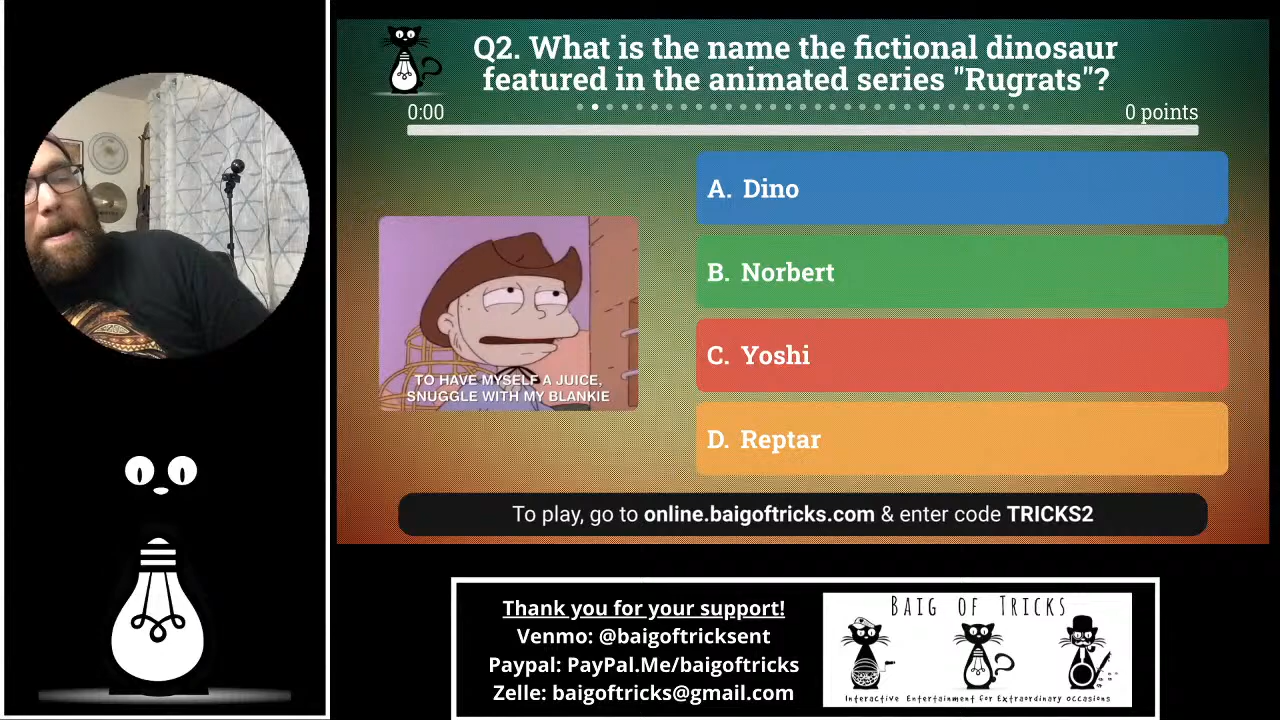 Q2. What is the name the fictional dinosaur
featured in the animated series "Rugrats"?
0:00
0 points
A. Dino
B. Norbert
C. Yoshi
D. Reptar
TO HAVE MYSELF A JUICE,
SNUGGLE WITH MY BLANKIE
To play, go to online.baigoftricks.com & enter code TRICKS2
Thank you for your support!
Venmo: @baigoftricksent
Paypal: PayPal.Me/baigoftricks
Zelle: baigoftricks@gmail.com
BAIG OF TRICKS
Interactive Entertainment for Extraordinary occasions